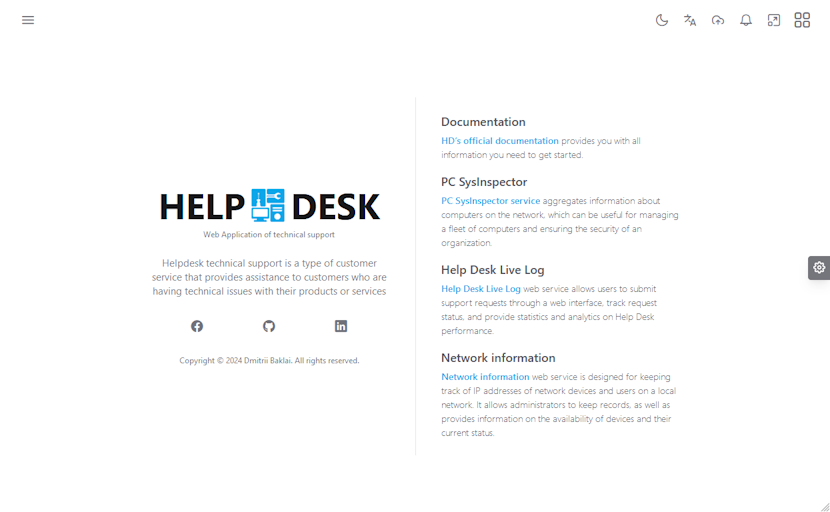 HELP DESK
Web Application of technical support
Helpdesk technical support is a type of customer
service that provides assistance to customers who are
having technical issues with their products or services
Copyright © 2024 Dmitrii Baklai. All rights reserved.
Documentation
HD's official documentation provides you with all
information you need to get started.
PC SysInspector
PC SysInspector service aggregates information about
computers on the network, which can be useful for managing
a fleet of computers and ensuring the security of an
organization.
Help Desk Live Log
Help Desk Live Log web service allows users to submit
support requests through a web interface, track request
status, and provide statistics and analytics on Help Desk
performance.
Network information
Network information web service is designed for keeping
track of IP addresses of network devices and users on a local
network. It allows administrators to keep records, as well as
provides information on the availability of devices and their
current status.